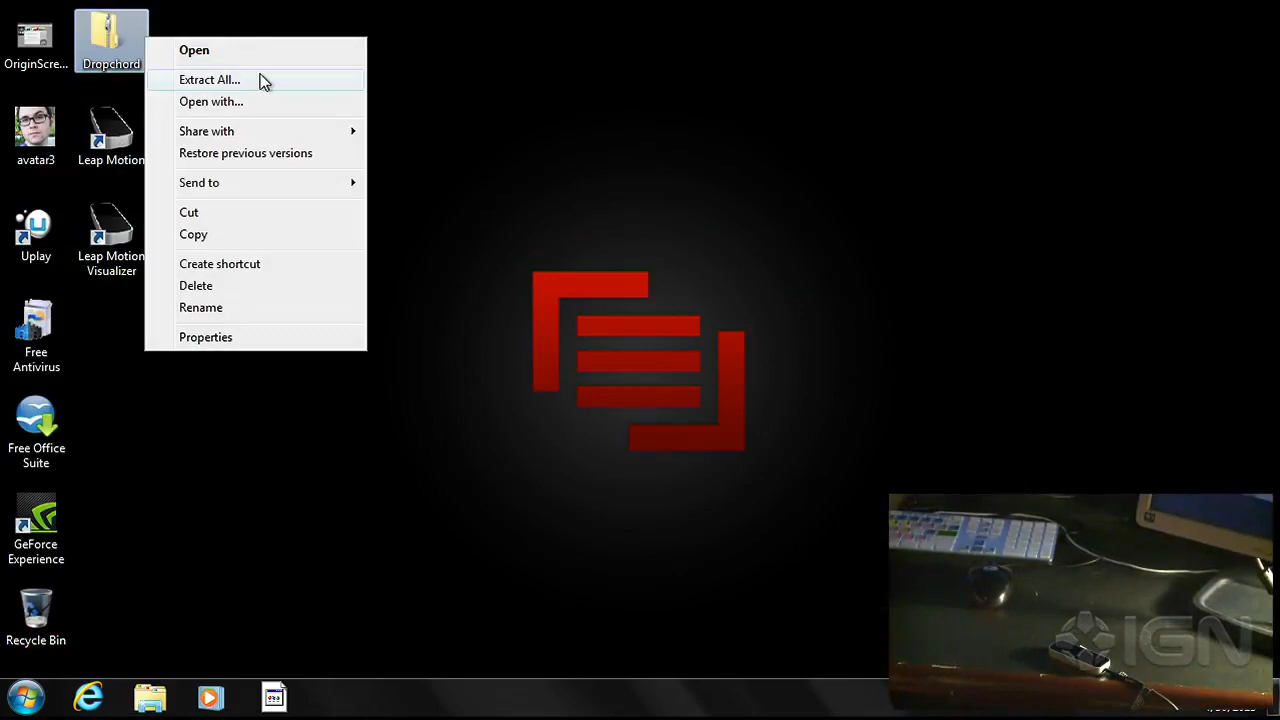 OriginScre...
Dropchord
avatar3
Leap Motion
Uplay
Leap Motion
Visualizer
Free
Antivirus
Free Office
Suite
GeForce
Experience
Recycle Bin
Open
Extract All...
Open with...
Share with
Restore previous versions
Send to
Cut
Copy
Create shortcut
Delete
Rename
Properties
IGN